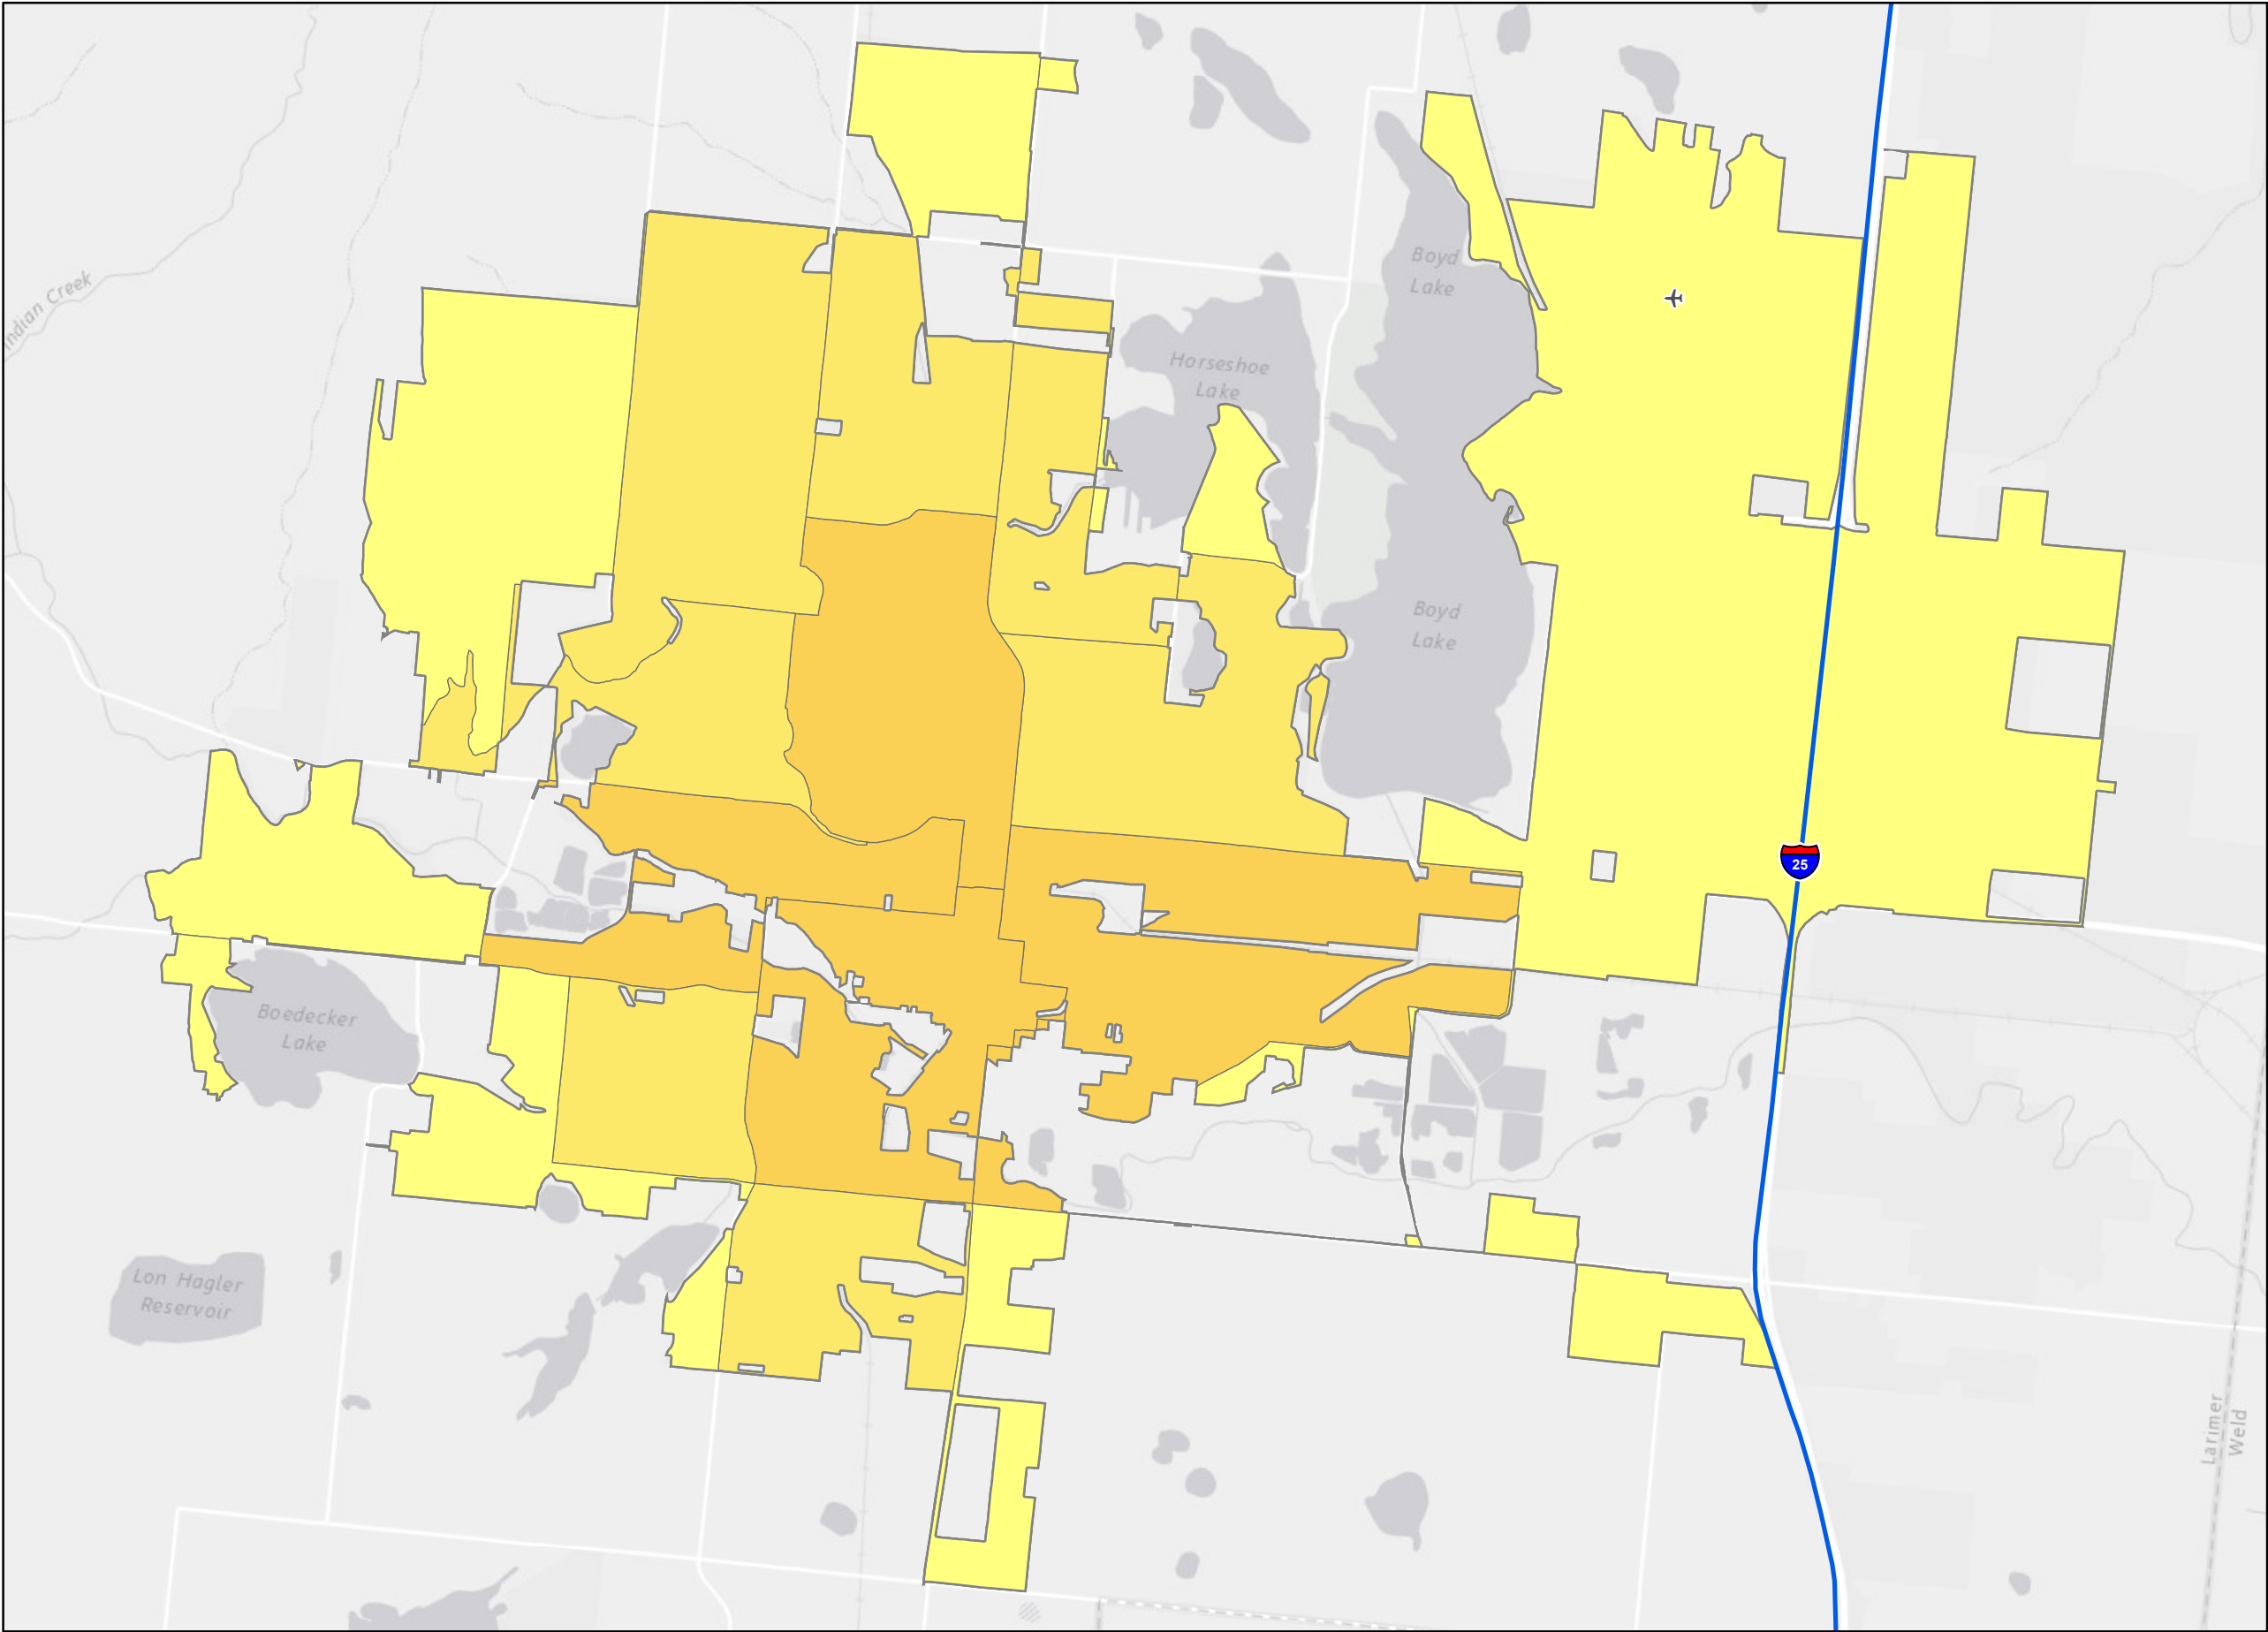 Indian Creek
Boyd
Lake
Horseshoe
Lake
Boyd
Lake
25
Boedecker
Lake
Lon Hagler
Reservoir
Larimer
Weld